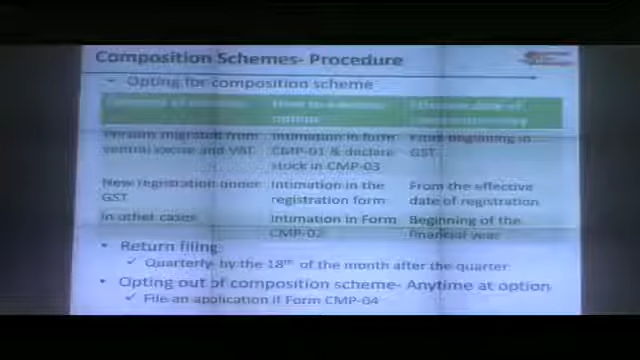 Composition Schemes- Procedure
Opting for composition scheme
Person migrated from ventral excise and VAT
Intimation in form CMP-01 & declare stock in CMP-03
beginning in GST
New registration under GST
Intimation in the registration form
From the effective date of registration
In other cases
Intimation in Form CMP-02
Beginning of the financial year
• Return filing
✓ Quarterly- by the 18th of the month after the quarter
• Opting out of composition scheme- Anytime at option
✓ File an application if Form CMP-04